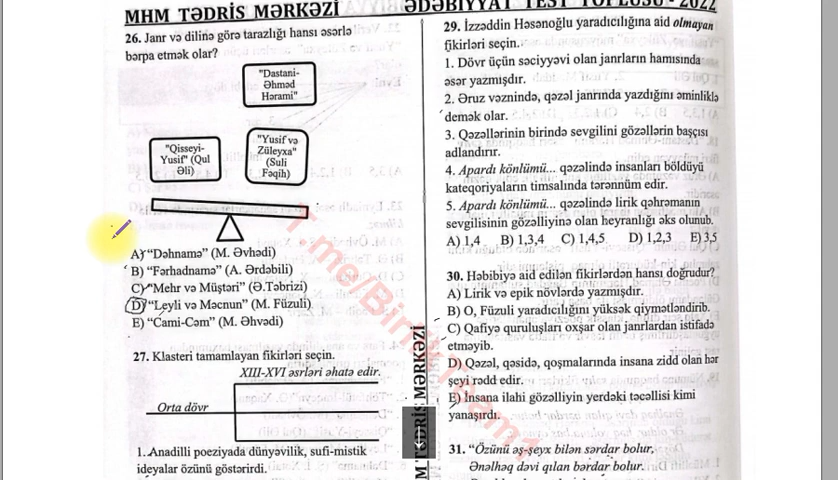 MHM TƏDRİS MƏRKƏZİ
ƏDƏBİYYAT TEST TOPLUSU - 2022
26. Janr və dilinə görə tarazlığı hansı əsərlə
bərpa etmək olar?
"Dastani-
Əhməd
Hərami"
"Qisseyi-
Yusif" (Qul
Əli)
"Yusif və
Züleyxa"
(Suli
Fəqih)
A) “Dəhnamə” (M. Əvhədi)
B) “Fərhadnamə” (A. Ərdəbili)
C) “Mehr və Müştəri” (Ə.Təbrizi)
D) “Leyli və Məcnun” (M. Füzuli)
E) “Cami-Cəm” (M. Əhvədi)
27. Klasteri tamamlayan fikirləri seçin.
XIII-XVI əsrləri əhatə edir.
Orta dövr
1. Anadilli poeziyada dünyəvilik, sufi-mistik
ideyalar özünü göstərirdi.
M TƏDRİS MƏRKƏZİ
29. İzzəddin Həsənoğlu yaradıcılığına aid olmayan
fikirləri seçin.
1. Dövr üçün səciyyəvi olan janrların hamısında
əsər yazmışdır.
2. Əruz vəznində, qəzəl janrında yazdığını əminliklə
demək olar.
3. Qəzəllərinin birində sevgilini gözəllərin başçısı
adlandırır.
4. Apardı könlümü... qəzəlində insanları böldüyü
kateqoriyaların timsalında tərənnüm edir.
5. Apardı könlümü... qəzəlində lirik qəhrəmanın
sevgilisinin gözəlliyinə olan heyranlığı əks olunub.
A) 1,4 B) 1,3,4 C) 1,4,5 D) 1,2,3 E) 3,5
30. Həbibiyə aid edilən fikirlərdən hansı doğrudur?
A) Lirik və epik növlərdə yazmışdır.
B) O, Füzuli yaradıcılığını yüksək qiymətləndirib.
C) Qafiyə quruluşları oxşar olan janrlardan istifadə
etməyib.
D) Qəzəl, qəsidə, qoşmalarında insana zidd olan hər
şeyi rədd edir.
E) İnsana ilahi gözəlliyin yerdəki təcəllisi kimi
yanaşırdı.
31. “Özünü əş-şeyx bilən sərdar bolur,
Ənəlhəq dəvi qılan bərdar bolur.